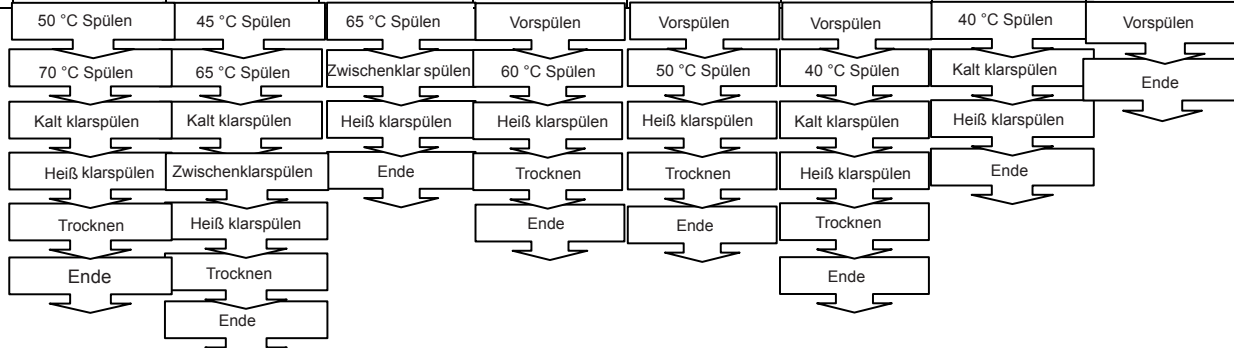 50 °C Spülen
70 °C Spülen
Kalt klarspülen
Heiß klarspülen
Trocknen
Ende
45 °C Spülen
65 °C Spülen
Kalt klarspülen
Zwischenklarspülen
Heiß klarspülen
Trocknen
Ende
65 °C Spülen
Zwischenklar spülen
Heiß klarspülen
Ende
Vorspülen
60 °C Spülen
Heiß klarspülen
Trocknen
Ende
Vorspülen
50 °C Spülen
Heiß klarspülen
Trocknen
Ende
Vorspülen
40 °C Spülen
Kalt klarspülen
Heiß klarspülen
Trocknen
Ende
40 °C Spülen
Kalt klarspülen
Heiß klarspülen
Ende
Vorspülen
Ende